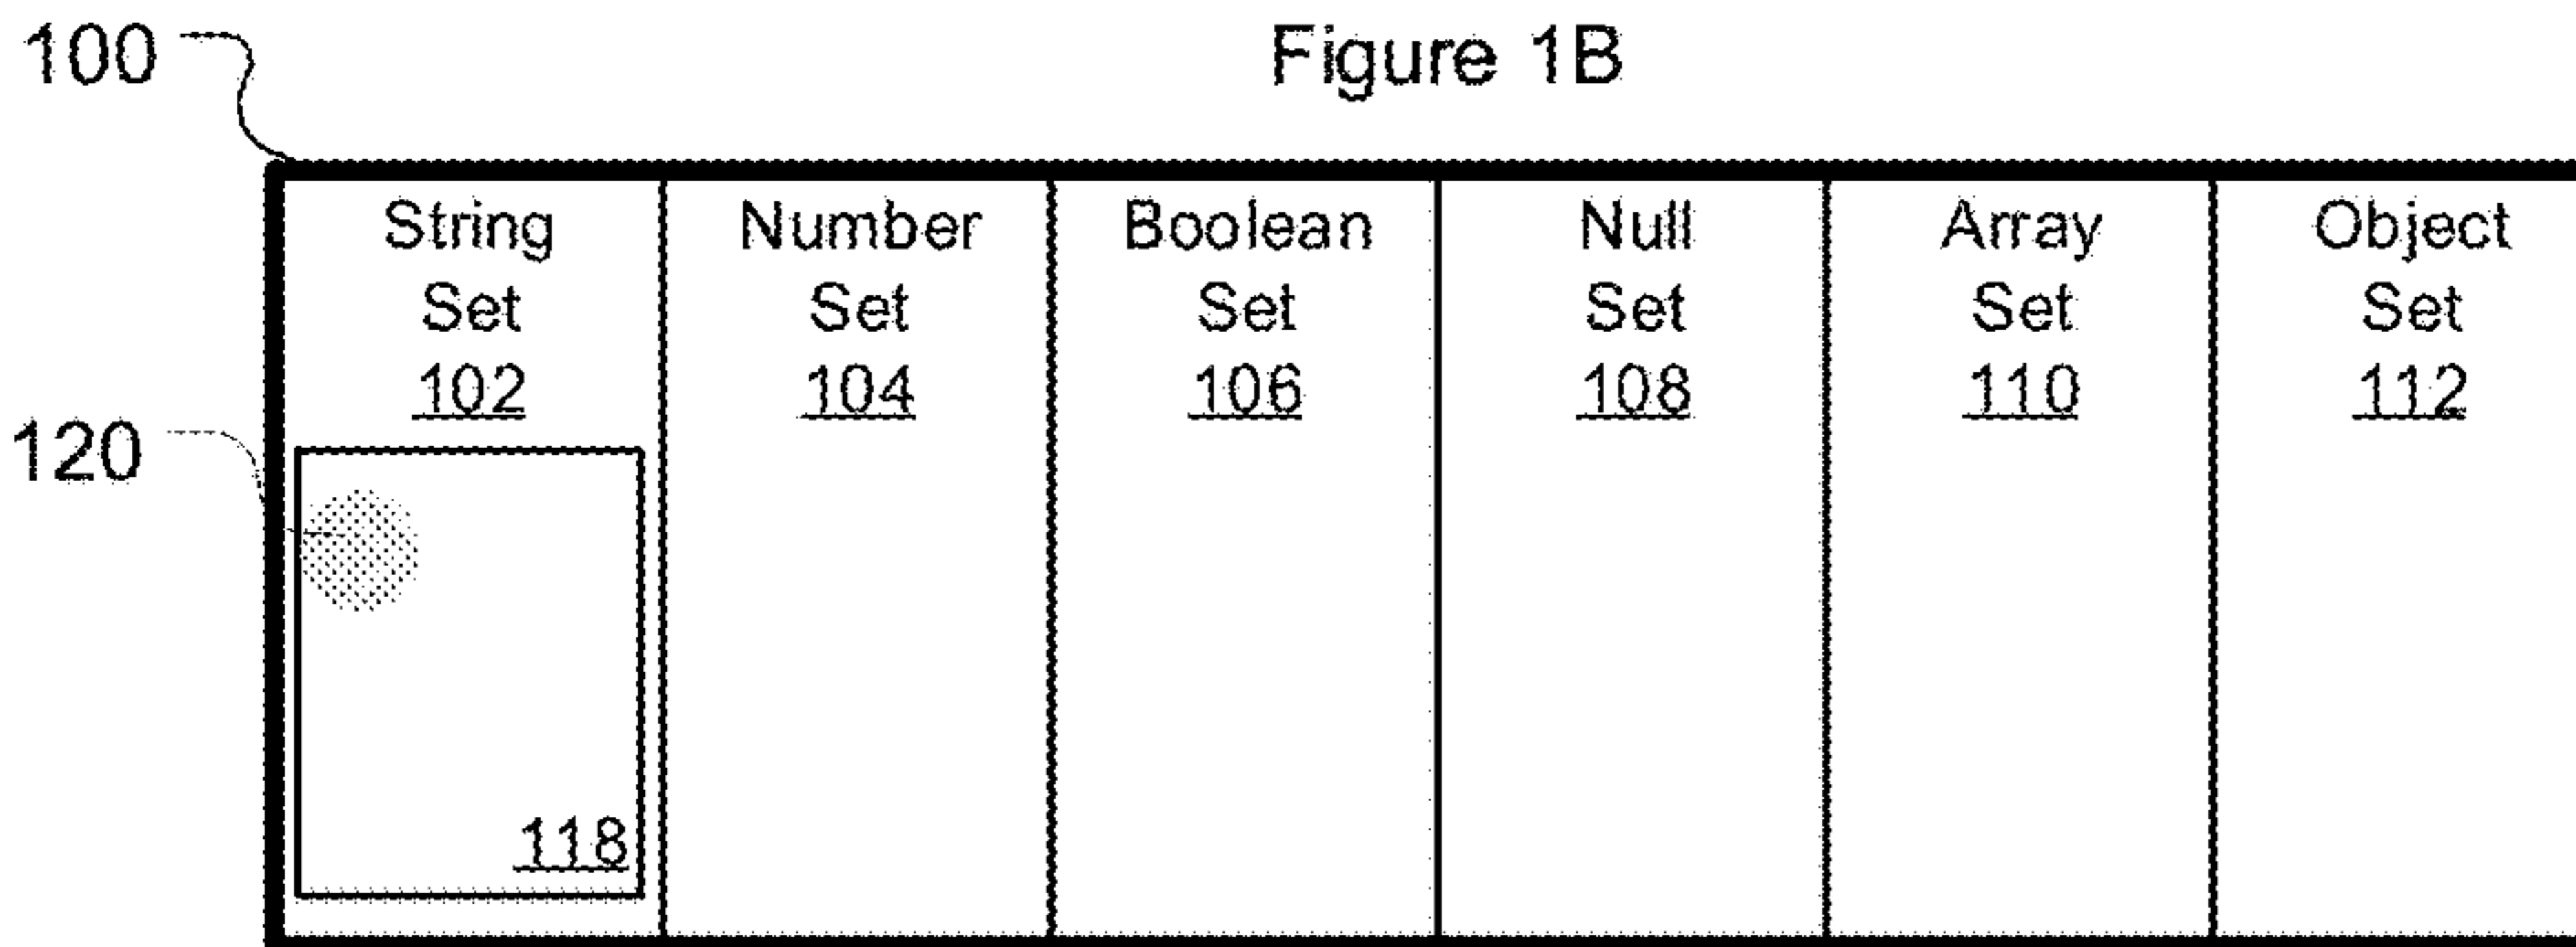 100
Figure 1B
String Number Boolean Null Array Object
Set Set Set Set Set Set
102 104 106 108 110 112
120
118